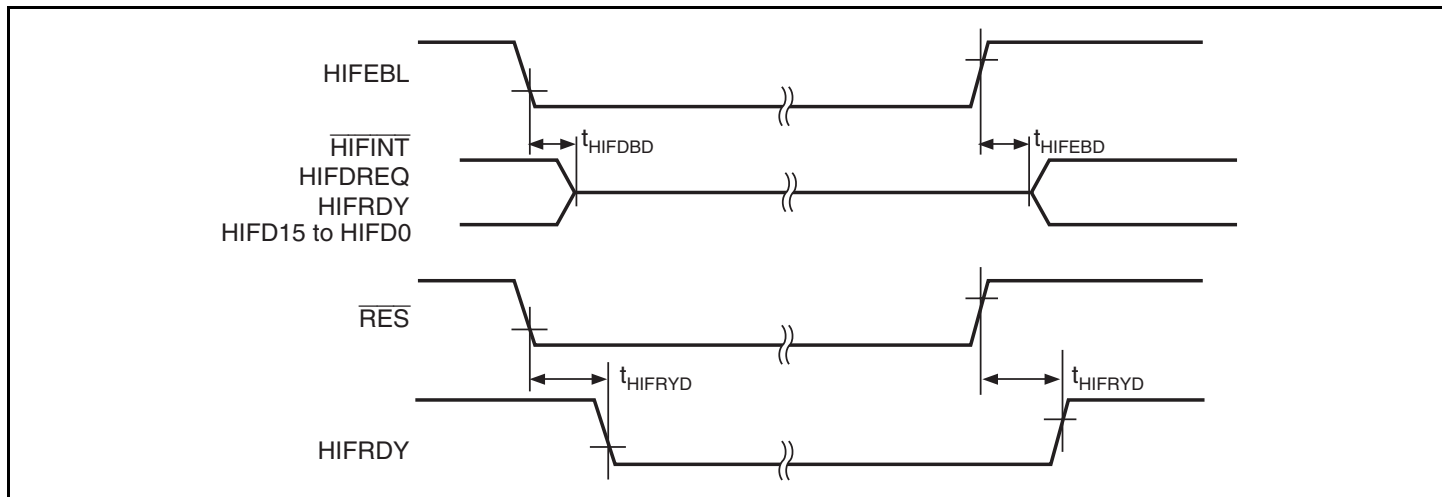 HIFEBL
tHIFDBD
tHIFEBD
HIFINT
HIFDREQ
HIFRDY
HIFD15 to HIFD0
RES
tHIFRYD
tHIFRYD
HIFRDY